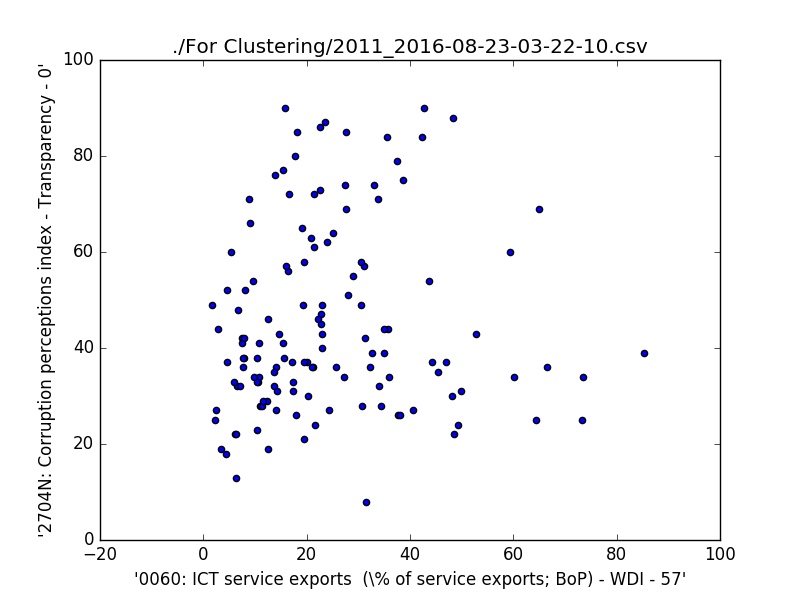 ./For Clustering/2011_2016-08-23-03-22-10.csv
100
80
60
40
20
0
'2704N: Corruption perceptions index - Transparency - 0'
−20 0 20 40 60 80 100
'0060: ICT service exports (\% of service exports; BoP) - WDI - 57'